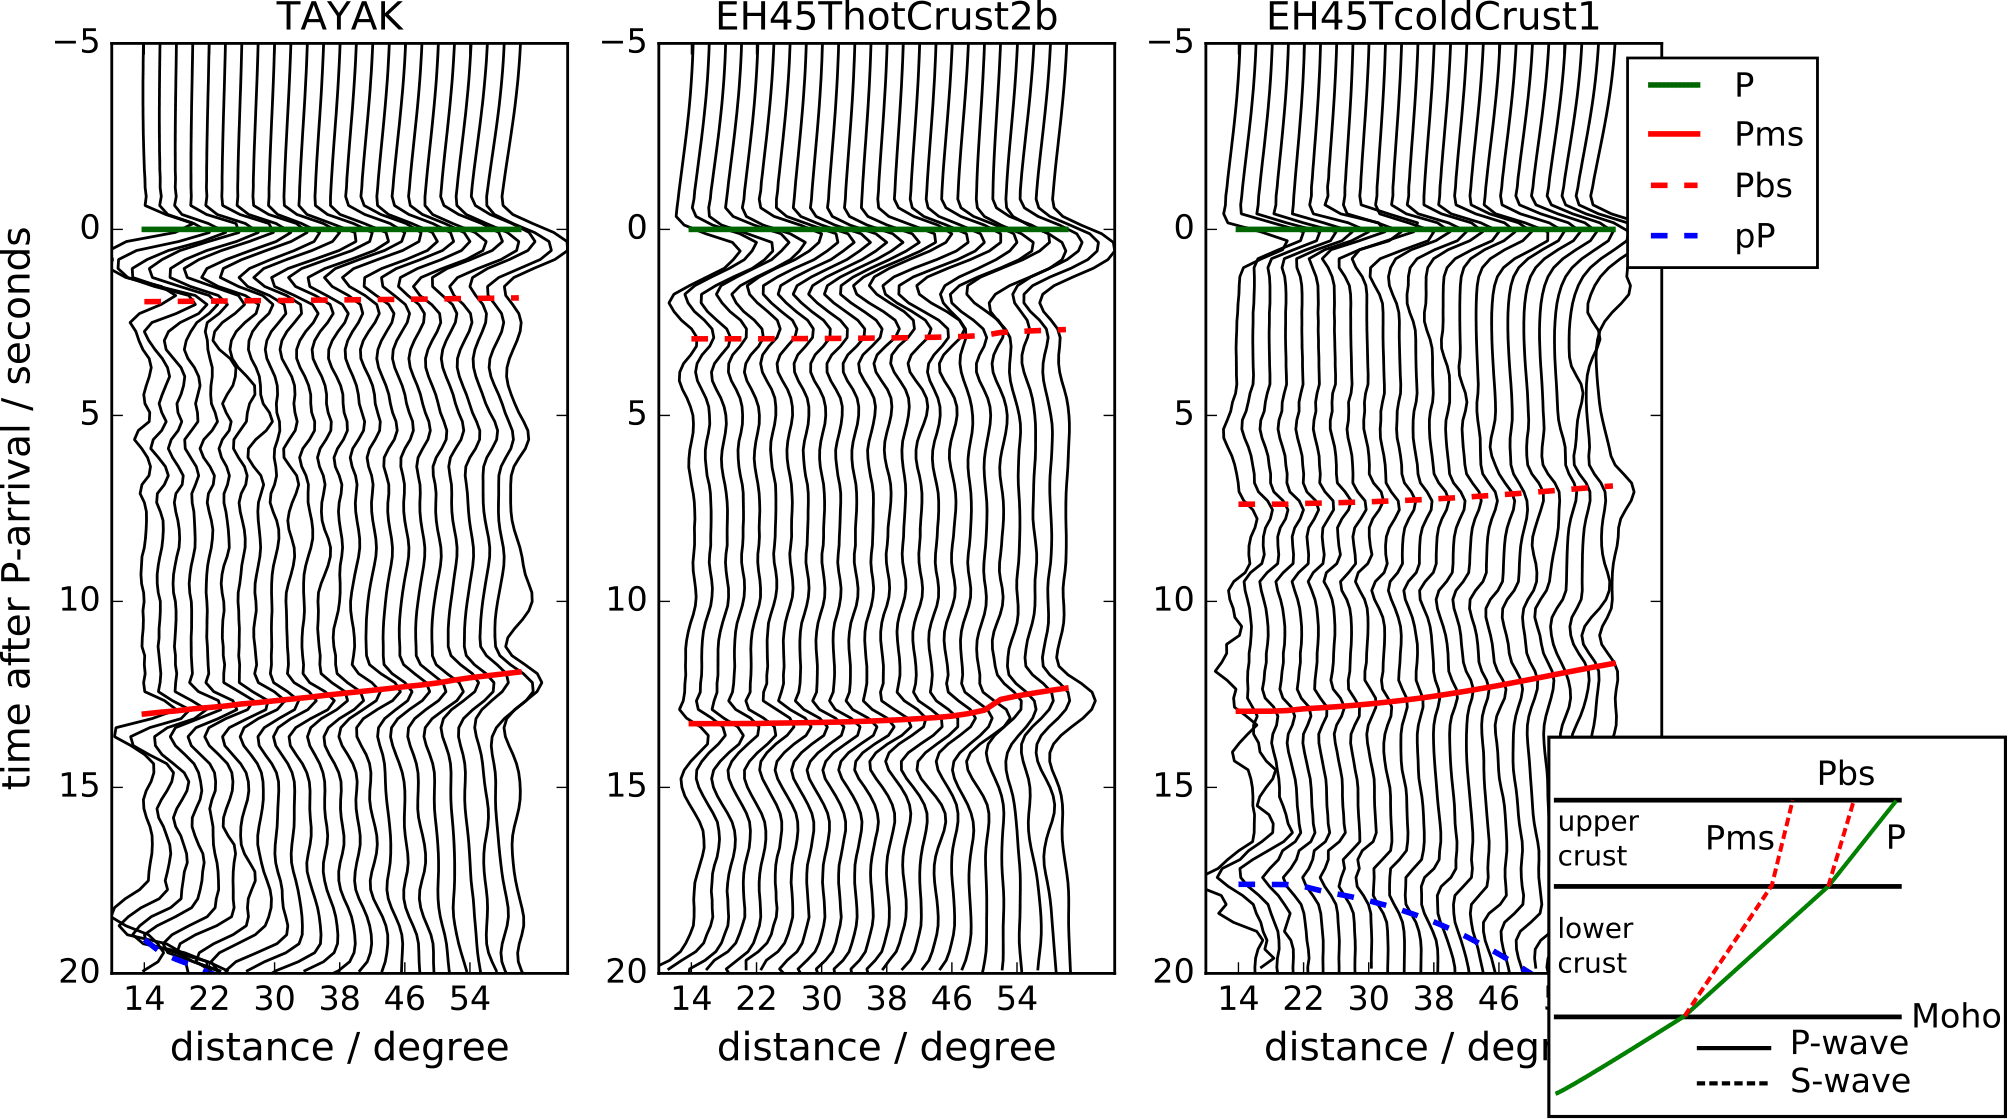 TAYAK
EH45ThotCrust2b
EH45TcoldCrust1
time after P-arrival / seconds
−5
0
5
10
15
20
14 22 30 38 46 54
distance / degree
−5
0
5
10
15
20
14 22 30 38 46 54
distance / degree
−5
0
5
10
15
20
14 22 30 38 46
distance / degr
P
Pms
Pbs
pP
Pbs
upper
crust
Pms
P
lower
crust
Moho
P-wave
S-wave